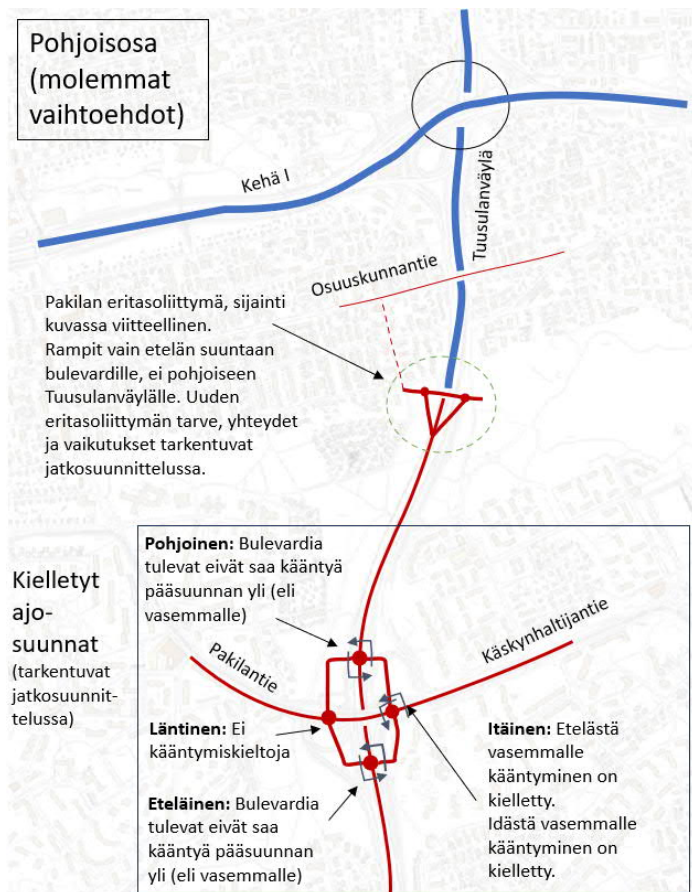 Pohjoisosa
(molemmat
vaihtoehdot)
Kehä I
Tuusulanväylä
Osuuskunnantie
Pakilan eritasoliittymä, sijainti
kuvassa viitteellinen.
Rampit vain etelän suuntaan
bulevardille, ei pohjoiseen
Tuusulanväylälle. Uuden
eritasoliittymän tarve, yhteydet
ja vaikutukset tarkentuvat
jatkosuunnittelussa.
Kielletyt
ajo-
suunnat
(tarkentuvat
jatkosuunnit-
telussa)
Pohjoinen: Bulevardia
tulevat eivät saa kääntyä
pääsuunnan yli (eli
vasemmalle)
Pakilantie
Käskynhaltijantie
Läntinen: Ei
kääntymiskieltoja
Itäinen: Etelästä
vasemmalle
kääntyminen on
kielletty.
Idästä vasemmalle
kääntyminen on
kielletty.
Eteläinen: Bulevardia
tulevat eivät saa
kääntyä pääsuunnan
yli (eli vasemmalle)